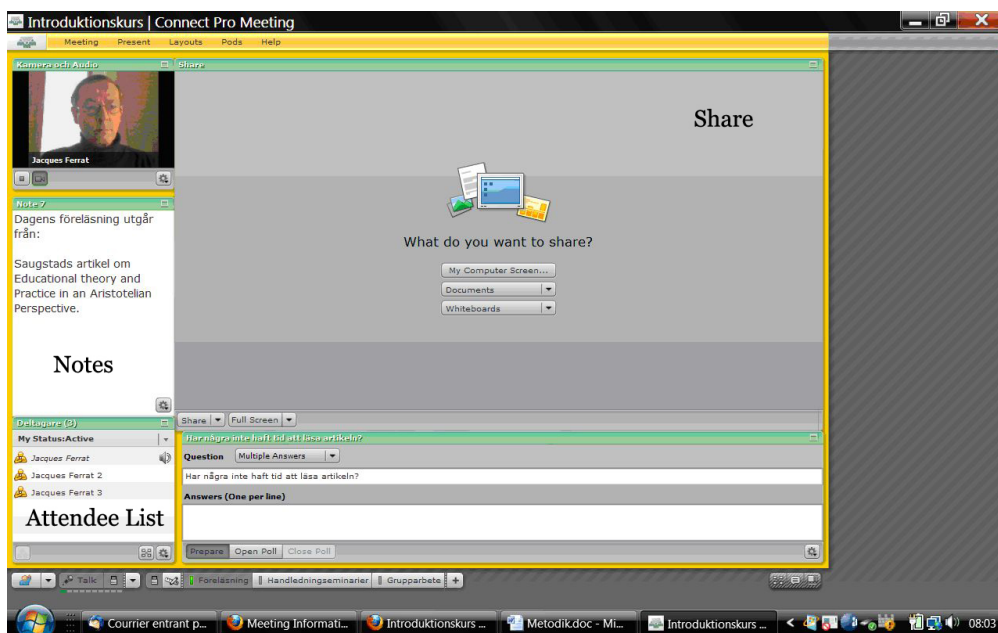 Introduktionskurs | Connect Pro Meeting
Meeting Present Layouts Pods Help
Kamera och Audio
Jacques Ferrat
Note 7
Dagens föreläsning utgår
från:
Saugstads artikel om
Educational theory and
Practice in an Aristotelian
Perspective.
Notes
Deltagare (3)
My Status:Active
Jacques Ferrat
Jacques Ferrat 2
Jacques Ferrat 3
Attendee List
Share
Share
What do you want to share?
My Computer Screen...
Documents
Whiteboards
Share Full Screen
Har några inte haft tid att läsa artikeln?
Question Multiple Answers
Har några inte haft tid att läsa artikeln?
Answers (One per line)
Prepare Open Poll Close Poll
Talk Föreläsning Handledningseminarier Grupparbete +
Courrier entrant p... Meeting Informati... Introduktionskurs ... Metodik.doc - Mi... Introduktionskurs ... 08:03